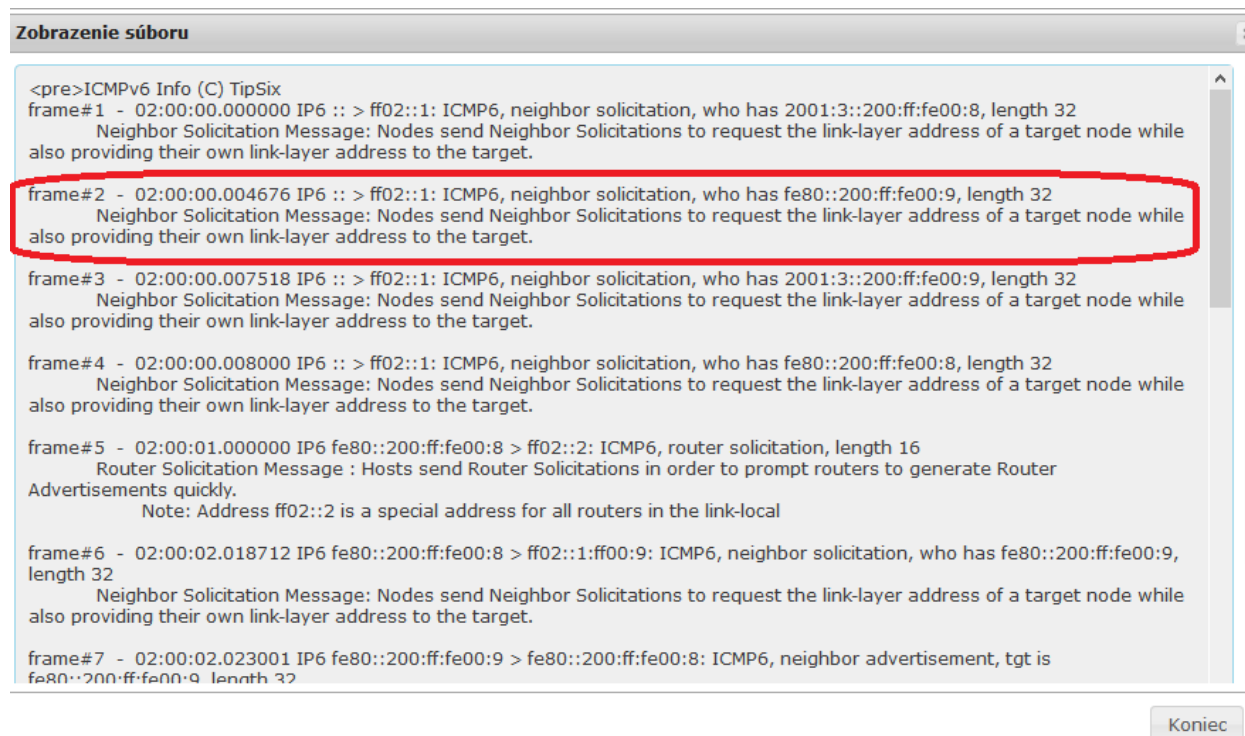 Zobrazenie súboru
<pre>ICMPv6 Info (C) TipSix
frame#1 - 02:00:00.000000 IP6 :: > ff02::1: ICMP6, neighbor solicitation, who has 2001:3::200:ff:fe00:8, length 32
Neighbor Solicitation Message: Nodes send Neighbor Solicitations to request the link-layer address of a target node while
also providing their own link-layer address to the target.
frame#2 - 02:00:00.004676 IP6 :: > ff02::1: ICMP6, neighbor solicitation, who has fe80::200:ff:fe00:9, length 32
Neighbor Solicitation Message: Nodes send Neighbor Solicitations to request the link-layer address of a target node while
also providing their own link-layer address to the target.
frame#3 - 02:00:00.007518 IP6 :: > ff02::1: ICMP6, neighbor solicitation, who has 2001:3::200:ff:fe00:9, length 32
Neighbor Solicitation Message: Nodes send Neighbor Solicitations to request the link-layer address of a target node while
also providing their own link-layer address to the target.
frame#4 - 02:00:00.008000 IP6 :: > ff02::1: ICMP6, neighbor solicitation, who has fe80::200:ff:fe00:8, length 32
Neighbor Solicitation Message: Nodes send Neighbor Solicitations to request the link-layer address of a target node while
also providing their own link-layer address to the target.
frame#5 - 02:00:01.000000 IP6 fe80::200:ff:fe00:8 > ff02::2: ICMP6, router solicitation, length 16
Router Solicitation Message : Hosts send Router Solicitations in order to prompt routers to generate Router
Advertisements quickly.
Note: Address ff02::2 is a special address for all routers in the link-local
frame#6 - 02:00:02.018712 IP6 fe80::200:ff:fe00:8 > ff02::1:ff00:9: ICMP6, neighbor solicitation, who has fe80::200:ff:fe00:9,
length 32
Neighbor Solicitation Message: Nodes send Neighbor Solicitations to request the link-layer address of a target node while
also providing their own link-layer address to the target.
frame#7 - 02:00:02.023001 IP6 fe80::200:ff:fe00:9 > fe80::200:ff:fe00:8: ICMP6, neighbor advertisement, tgt is
fe80::200:ff:fe00:9, length 32
Koniec